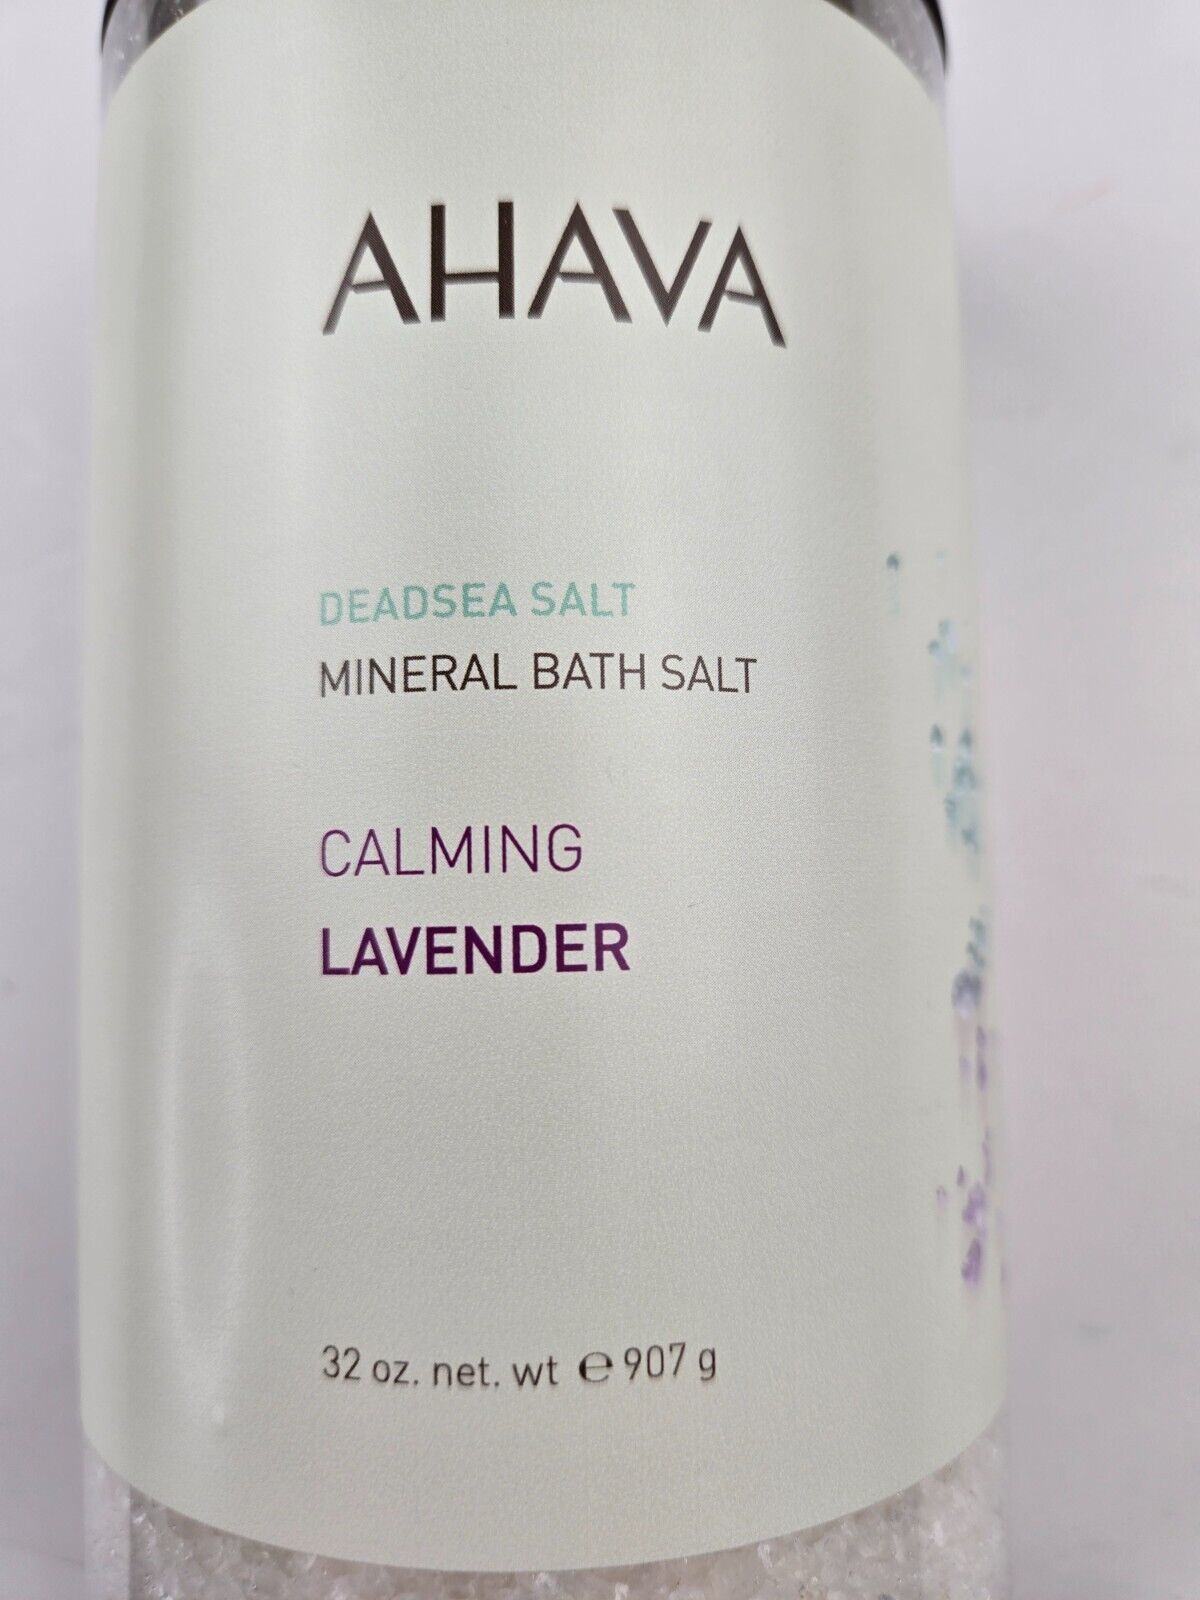 AHAVA
DEADSEA SALT
MINERAL BATH SALT
CALMING
LAVENDER
32 oz. net. wt ℮ 907 g